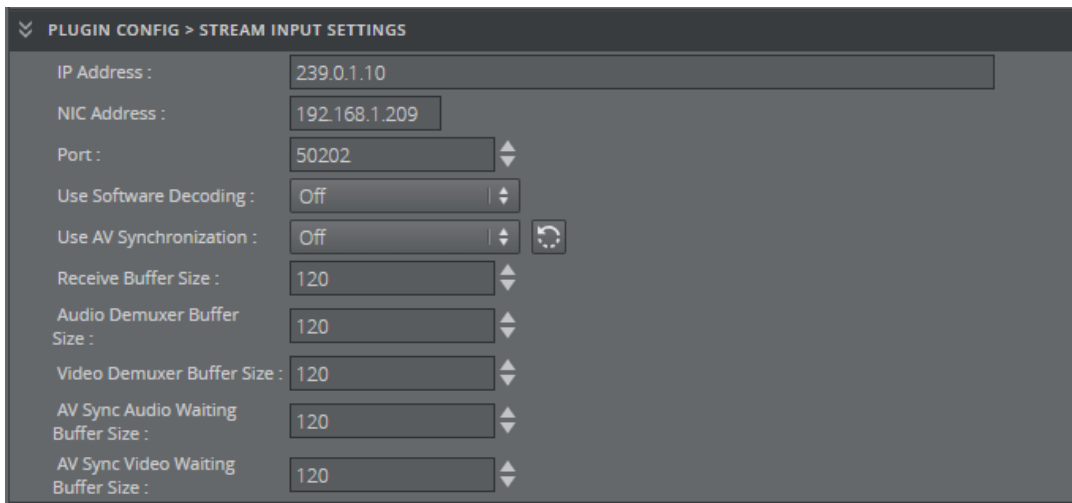 PLUGIN CONFIG > STREAM INPUT SETTINGS
IP Address : 239.0.1.10
NIC Address : 192.168.1.209
Port : 50202
Use Software Decoding : Off
Use AV Synchronization : Off
Receive Buffer Size : 120
Audio Demuxer Buffer
Size : 120
Video Demuxer Buffer Size : 120
AV Sync Audio Waiting
Buffer Size : 120
AV Sync Video Waiting
Buffer Size : 120